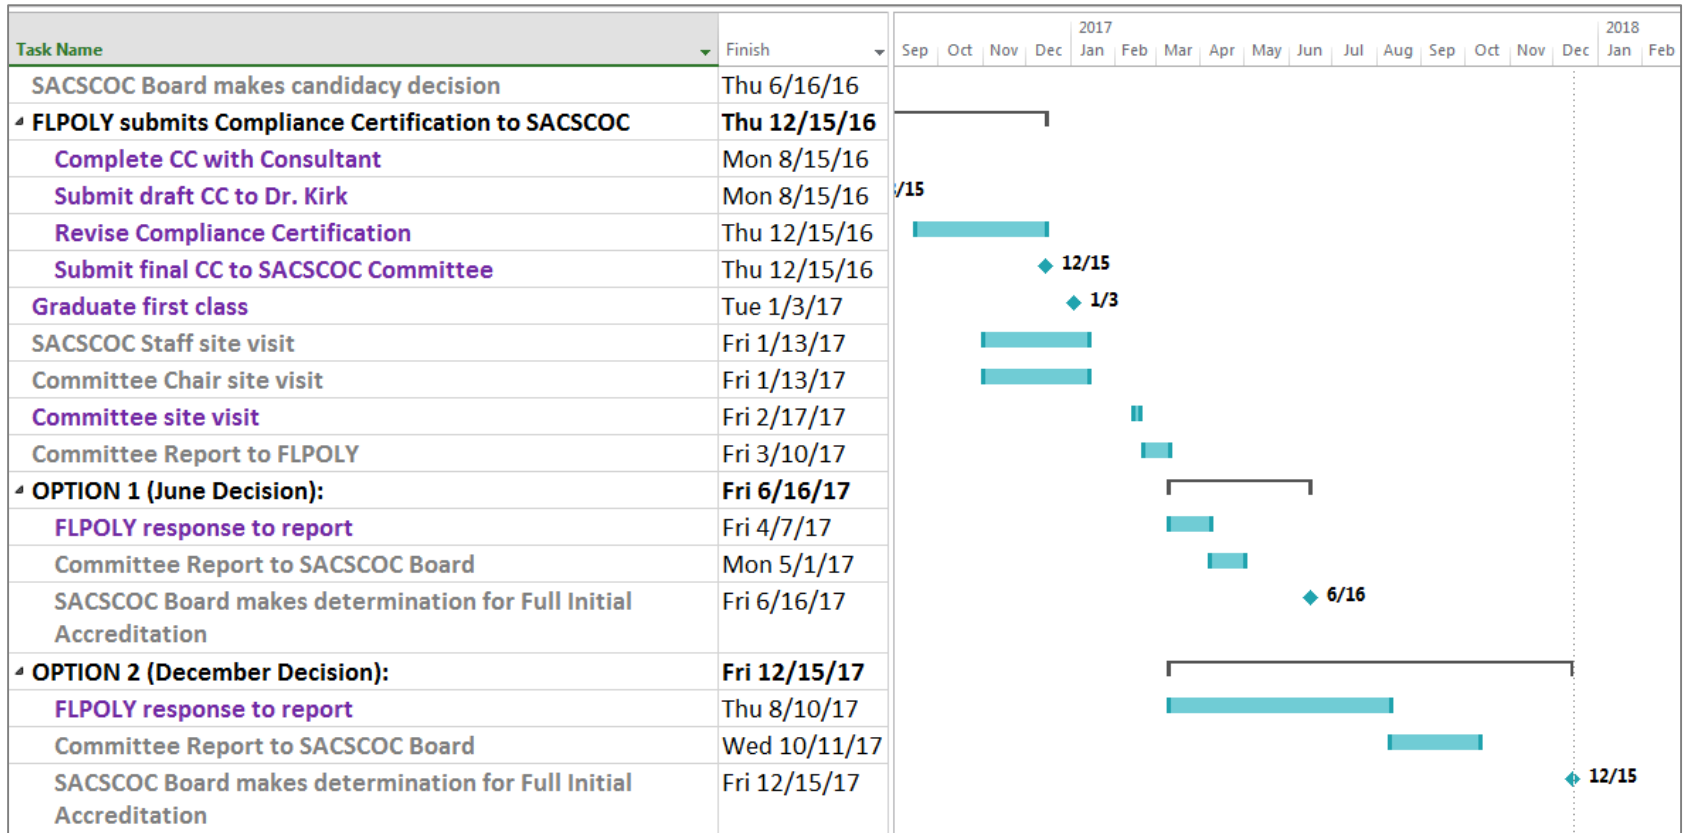 2017 2018
Task Name Finish Sep Oct Nov Dec Jan Feb Mar Apr May Jun Jul Aug Sep Oct Nov Dec Jan Feb
SACSCOC Board makes candidacy decision Thu 6/16/16
FLPOLY submits Compliance Certification to SACSCOC Thu 12/15/16
Complete CC with Consultant Mon 8/15/16
Submit draft CC to Dr. Kirk Mon 8/15/16 /15
Revise Compliance Certification Thu 12/15/16
Submit final CC to SACSCOC Committee Thu 12/15/16 12/15
Graduate first class Tue 1/3/17 1/3
SACSCOC Staff site visit Fri 1/13/17
Committee Chair site visit Fri 1/13/17
Committee site visit Fri 2/17/17
Committee Report to FLPOLY Fri 3/10/17
OPTION 1 (June Decision): Fri 6/16/17
FLPOLY response to report Fri 4/7/17
Committee Report to SACSCOC Board Mon 5/1/17
SACSCOC Board makes determination for Full Initial Fri 6/16/17 6/16
Accreditation
OPTION 2 (December Decision): Fri 12/15/17
FLPOLY response to report Thu 8/10/17
Committee Report to SACSCOC Board Wed 10/11/17
SACSCOC Board makes determination for Full Initial Fri 12/15/17 12/15
Accreditation